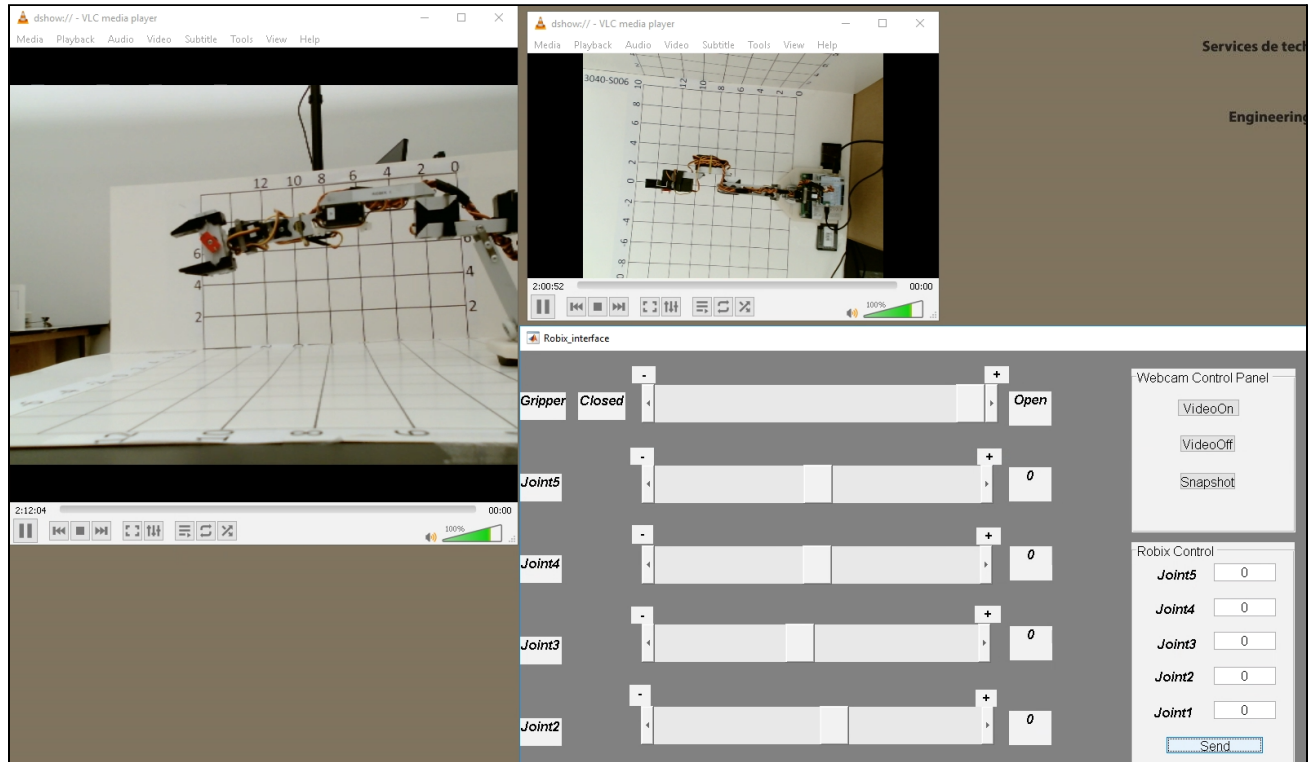 dshow:// - VLC media player
Media Playback Audio Video Subtitle Tools View Help
12 10 8 6 4 2 0
6
4
2
4
2
2:12:04 00:00
100%
dshow:// - VLC media player
Media Playback Audio Video Subtitle Tools View Help
3040-S006
2:00:52 00:00
100%
Services de tech
Engineering
Robix_interface
- +
Gripper Closed Open
- +
Joint5 0
- +
Joint4 0
- +
Joint3 0
- +
Joint2 0
Webcam Control Panel
VideoOn
VideoOff
Snapshot
Robix Control
Joint5 0
Joint4 0
Joint3 0
Joint2 0
Joint1 0
Send